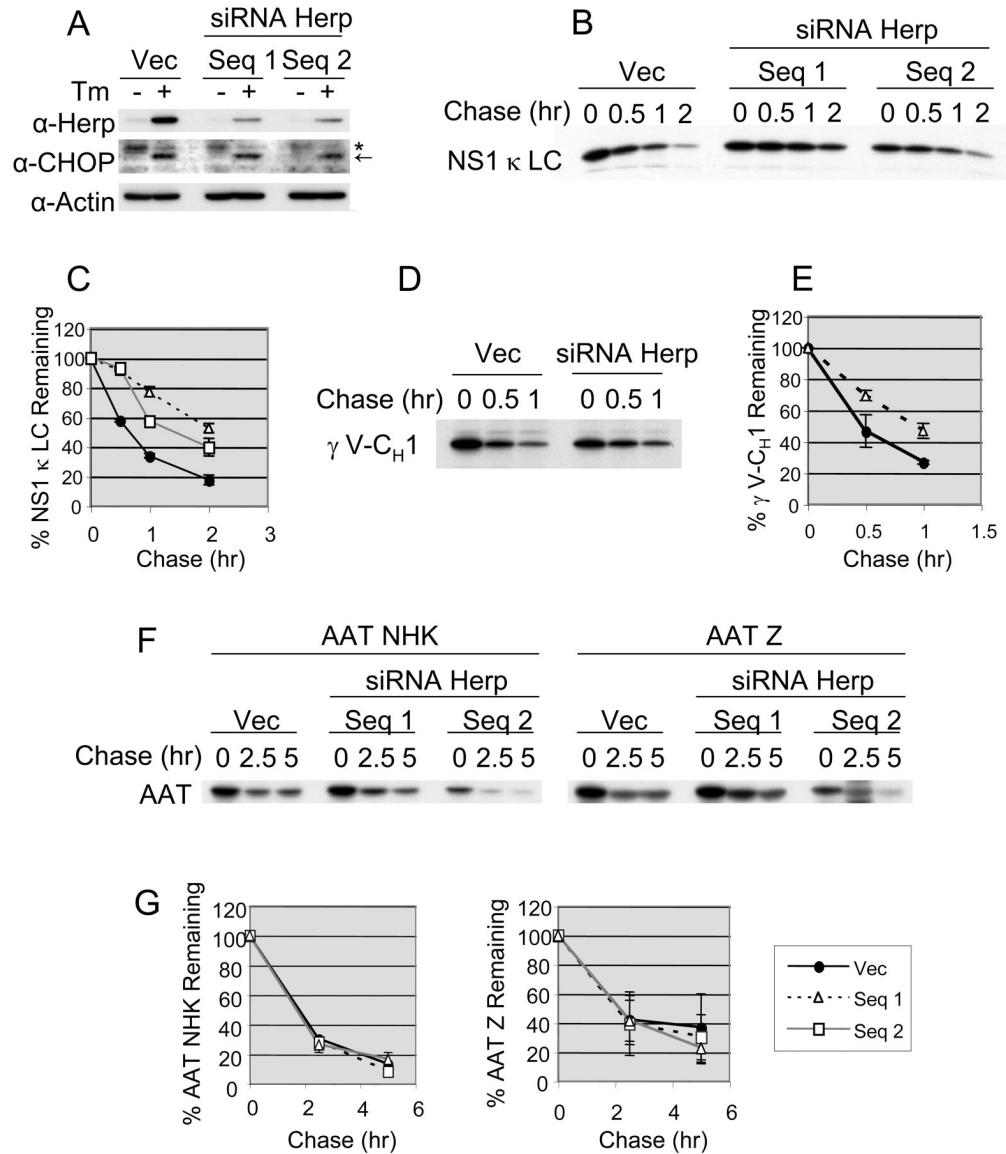 A
siRNA Herp
Vec Seq 1 Seq 2
Tm - + - + - +
α-Herp
α-CHOP * ←
α-Actin
B
siRNA Herp
Vec Seq 1 Seq 2
Chase (hr) 0 0.5 1 2 0 0.5 1 2 0 0.5 1 2
NS1 κ LC
C
% NS1 κ LC Remaining
120
100
80
60
40
20
0
0 1 2 3
Chase (hr)
D
Vec siRNA Herp
Chase (hr) 0 0.5 1 0 0.5 1
γ V-CH1
E
% γ V-CH1 Remaining
120
100
80
60
40
20
0
0 0.5 1 1.5
Chase (hr)
F
AAT NHK AAT Z
siRNA Herp siRNA Herp
Vec Seq 1 Seq 2 Vec Seq 1 Seq 2
Chase (hr) 0 2.5 5 0 2.5 5 0 2.5 5 0 2.5 5 0 2.5 5 0 2.5 5
AAT
G
% AAT NHK Remaining
120
100
80
60
40
20
0
0 2 4 6
Chase (hr)
% AAT Z Remaining
120
100
80
60
40
20
0
0 2 4 6
Chase (hr)
Vec
Seq 1
Seq 2